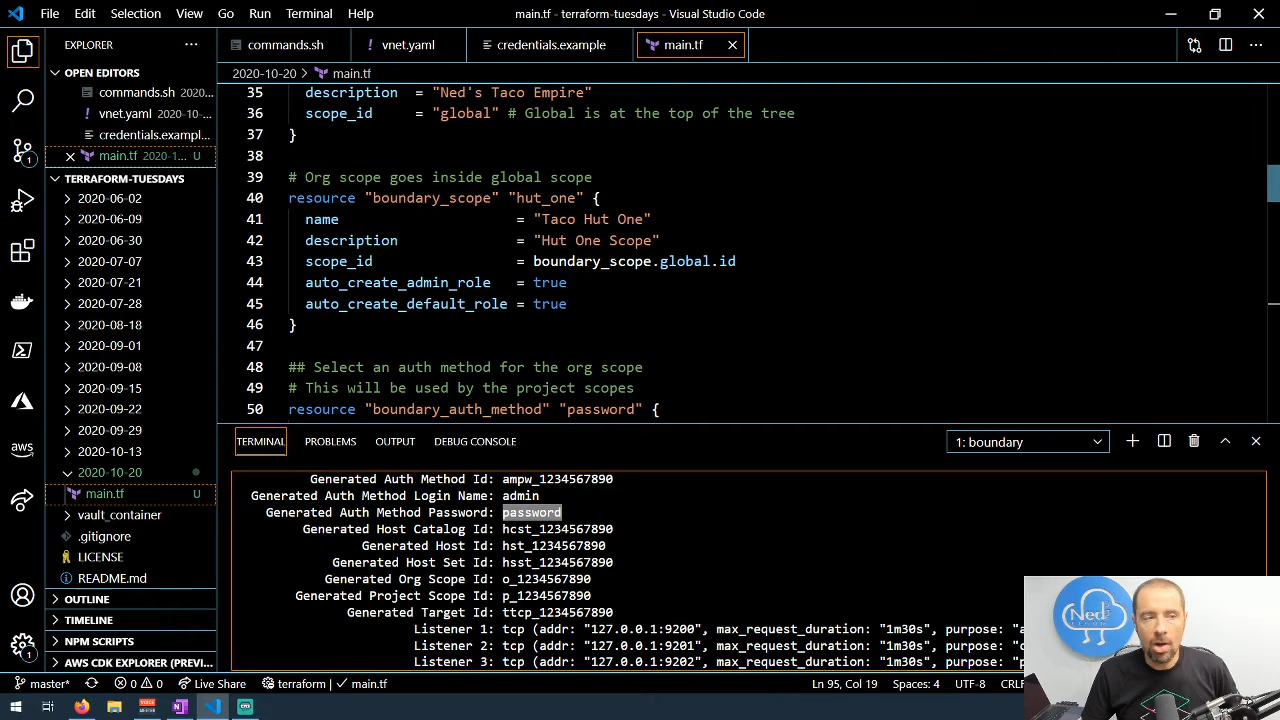 File Edit Selection View Go Run Terminal Help
main.tf - terraform-tuesdays - Visual Studio Code
EXPLORER
OPEN EDITORS
commands.sh 2020...
vnet.yaml 2020-10-...
credentials.exampl...
main.tf 2020-1... U
TERRAFORM-TUESDAYS
2020-06-02
2020-06-09
2020-06-30
2020-07-07
2020-07-21
2020-07-28
2020-08-18
2020-09-01
2020-09-08
2020-09-15
2020-09-22
2020-09-29
2020-10-13
2020-10-20
main.tf U
vault_container
.gitignore
LICENSE
README.md
OUTLINE
TIMELINE
NPM SCRIPTS
AWS CDK EXPLORER (PREVI...
commands.sh
vnet.yaml
credentials.example
main.tf
2020-10-20 > main.tf
35 description = "Ned's Taco Empire"
36 scope_id = "global" # Global is at the top of the tree
37 }
38
39 # Org scope goes inside global scope
40 resource "boundary_scope" "hut_one" {
41 name = "Taco Hut One"
42 description = "Hut One Scope"
43 scope_id = boundary_scope.global.id
44 auto_create_admin_role = true
45 auto_create_default_role = true
46 }
47
48 ## Select an auth method for the org scope
49 # This will be used by the project scopes
50 resource "boundary_auth_method" "password" {
TERMINAL PROBLEMS OUTPUT DEBUG CONSOLE
1: boundary
Generated Auth Method Id: ampw_1234567890
Generated Auth Method Login Name: admin
Generated Auth Method Password: password
Generated Host Catalog Id: hcst_1234567890
Generated Host Id: hst_1234567890
Generated Host Set Id: hsst_1234567890
Generated Org Scope Id: o_1234567890
Generated Project Scope Id: p_1234567890
Generated Target Id: ttcp_1234567890
Listener 1: tcp (addr: "127.0.0.1:9200", max_request_duration: "1m30s", purpose: "a
Listener 2: tcp (addr: "127.0.0.1:9201", max_request_duration: "1m30s", purpose: "c
Listener 3: tcp (addr: "127.0.0.1:9202", max_request_duration: "1m30s", purpose: "p
aws
1
1
master* 0 0 Live Share terraform | main.tf
Ln 95, Col 19 Spaces: 4 UTF-8 CRLF